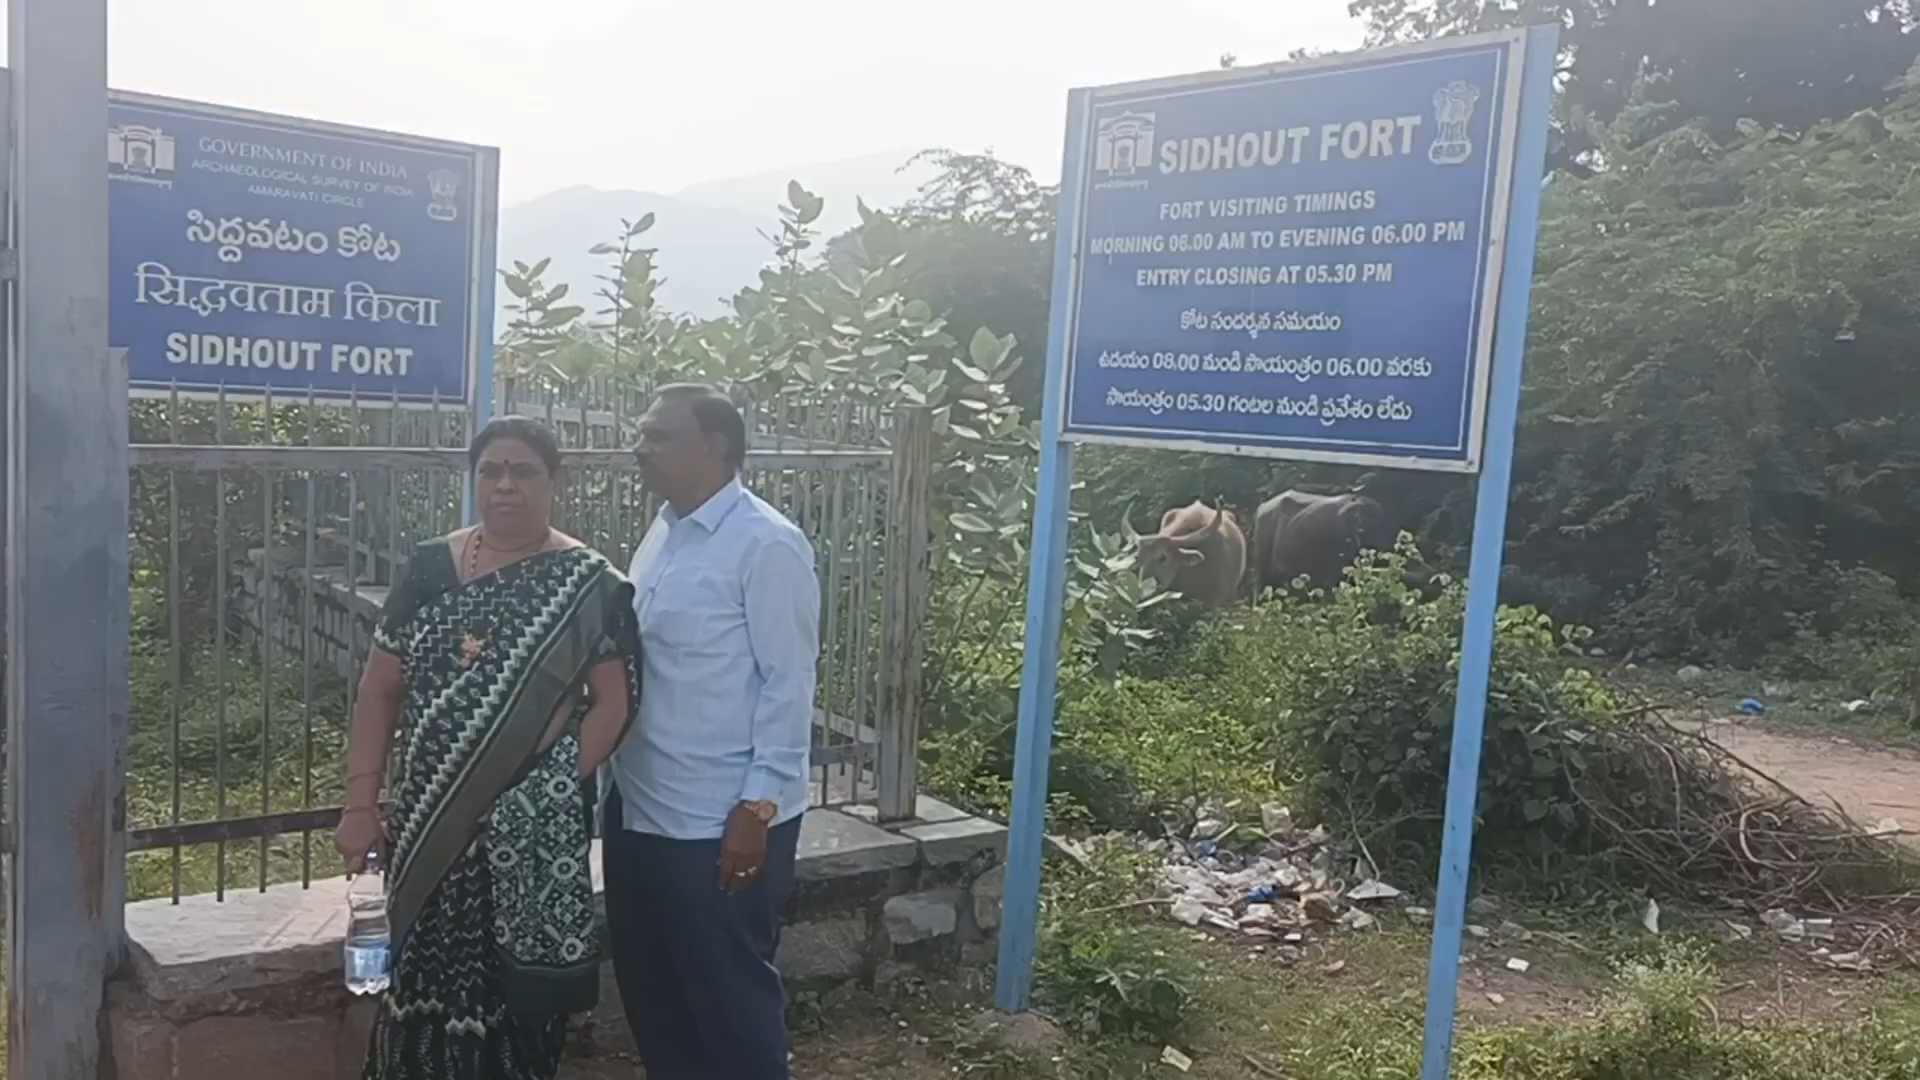 GOVERNMENT OF INDIA
ARCHAEOLOGICAL SURVEY OF INDIA
AMARAVATI CIRCLE
సిద్దవటం కోట
सिद्धवताम किला
SIDHOUT FORT
SIDHOUT FORT
FORT VISITING TIMINGS
MORNING 06.00 AM TO EVENING 06.00 PM
ENTRY CLOSING AT 05.30 PM
కోట సందర్శన సమయం
ఉదయం 08.00 నుండి సాయంత్రం 06.00 వరకు
సాయంత్రం 05.30 గంటల నుండి ప్రవేశం లేదు